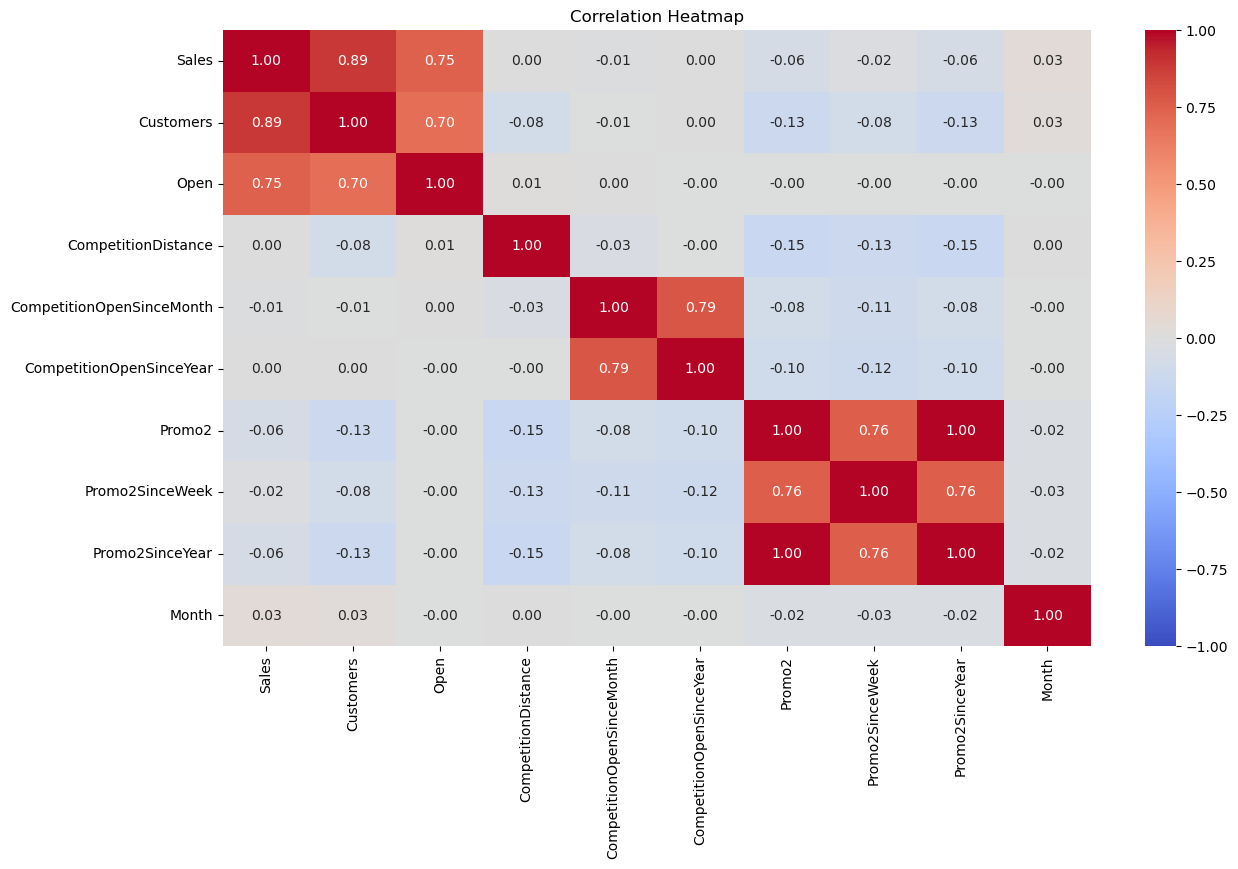 Correlation Heatmap
Sales 1.00 0.89 0.75 0.00 -0.01 0.00 -0.06 -0.02 -0.06 0.03
Customers 0.89 1.00 0.70 -0.08 -0.01 0.00 -0.13 -0.08 -0.13 0.03
Open 0.75 0.70 1.00 0.01 0.00 -0.00 -0.00 -0.00 -0.00 -0.00
CompetitionDistance 0.00 -0.08 0.01 1.00 -0.03 -0.00 -0.15 -0.13 -0.15 0.00
CompetitionOpenSinceMonth -0.01 -0.01 0.00 -0.03 1.00 0.79 -0.08 -0.11 -0.08 -0.00
CompetitionOpenSinceYear 0.00 0.00 -0.00 -0.00 0.79 1.00 -0.10 -0.12 -0.10 -0.00
Promo2 -0.06 -0.13 -0.00 -0.15 -0.08 -0.10 1.00 0.76 1.00 -0.02
Promo2SinceWeek -0.02 -0.08 -0.00 -0.13 -0.11 -0.12 0.76 1.00 0.76 -0.03
Promo2SinceYear -0.06 -0.13 -0.00 -0.15 -0.08 -0.10 1.00 0.76 1.00 -0.02
Month 0.03 0.03 -0.00 0.00 -0.00 -0.00 -0.02 -0.03 -0.02 1.00
Sales
Customers
Open
CompetitionDistance
CompetitionOpenSinceMonth
CompetitionOpenSinceYear
Promo2
Promo2SinceWeek
Promo2SinceYear
Month
1.00
0.75
0.50
0.25
0.00
−0.25
−0.50
−0.75
−1.00